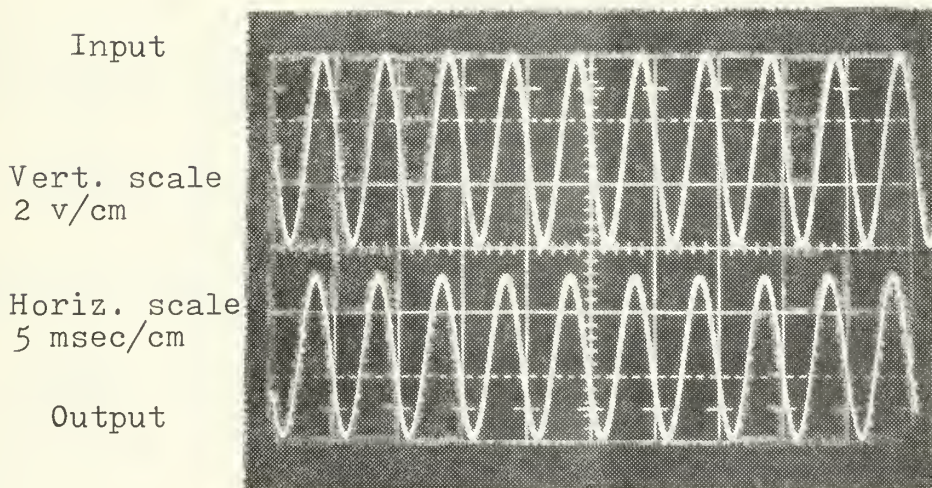 Input
Vert. scale
2 v/cm
Horiz. scale
5 msec/cm
Output